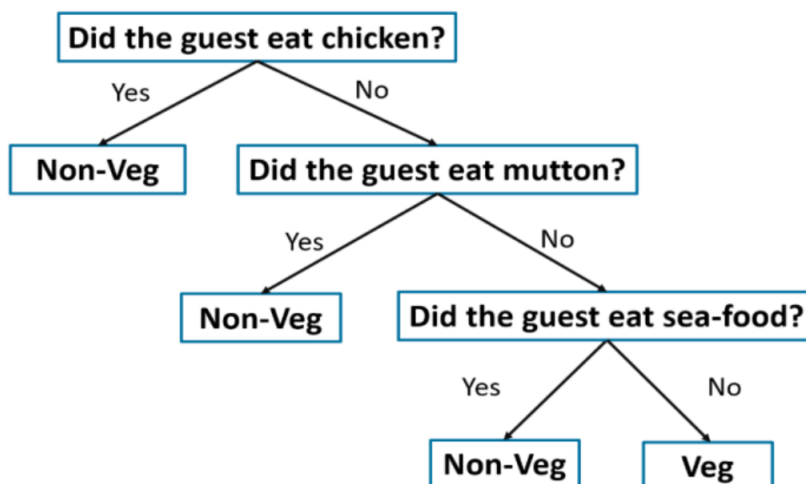 Did the guest eat chicken?
Yes
No
Non-Veg
Did the guest eat mutton?
Yes
No
Non-Veg
Did the guest eat sea-food?
Yes
No
Non-Veg
Veg